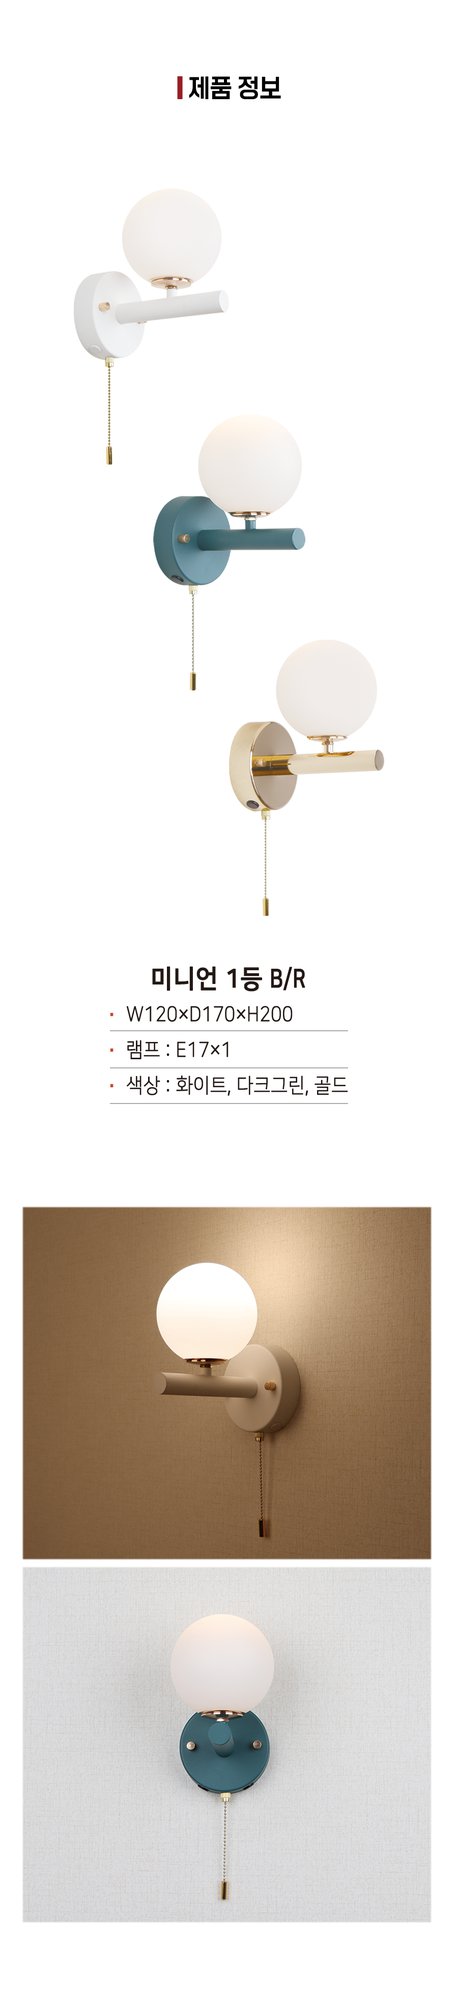 제품 정보
미니언 1등 B/R
· W120×D170×H200
· 램프 : E17×1
· 색상 : 화이트, 다크그린, 골드